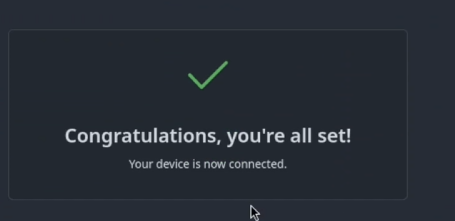 Congratulations, you're all set!
Your device is now connected.